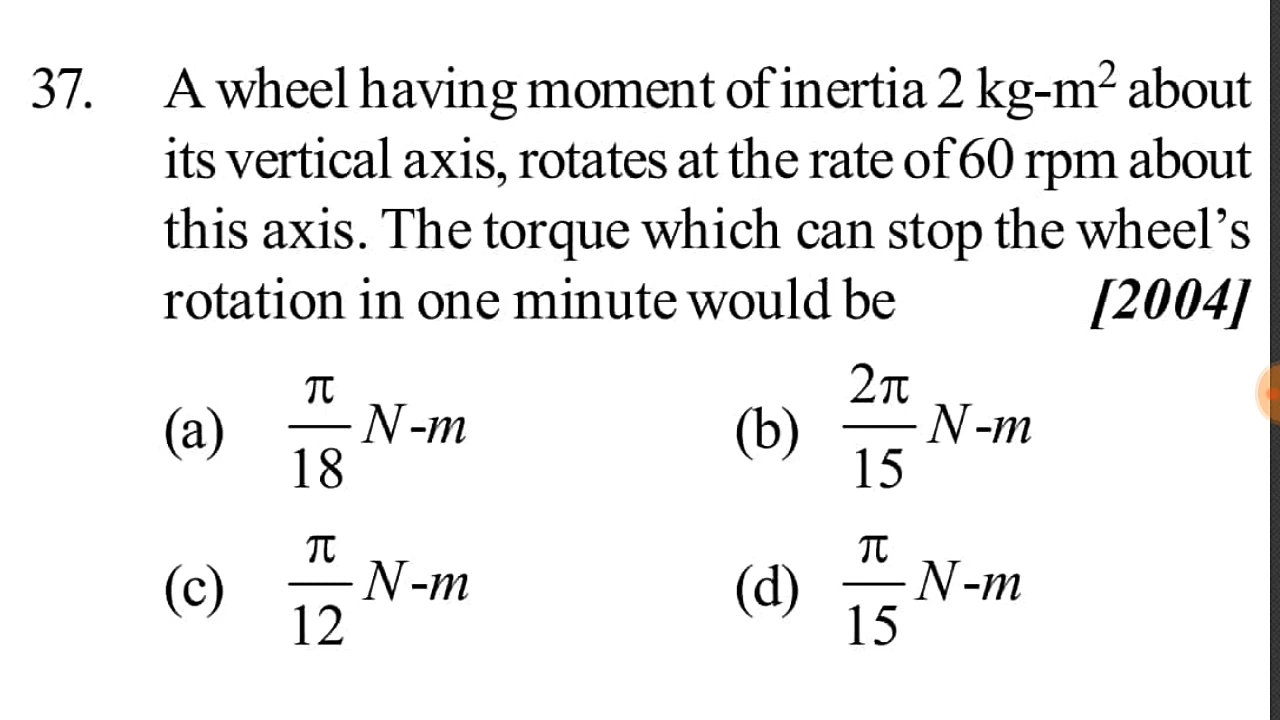 37. A wheel having moment of inertia 2 kg-m² about
its vertical axis, rotates at the rate of 60 rpm about
this axis. The torque which can stop the wheel’s
rotation in one minute would be [2004]
(a) π/18 N-m (b) 2π/15 N-m
(c) π/12 N-m (d) π/15 N-m